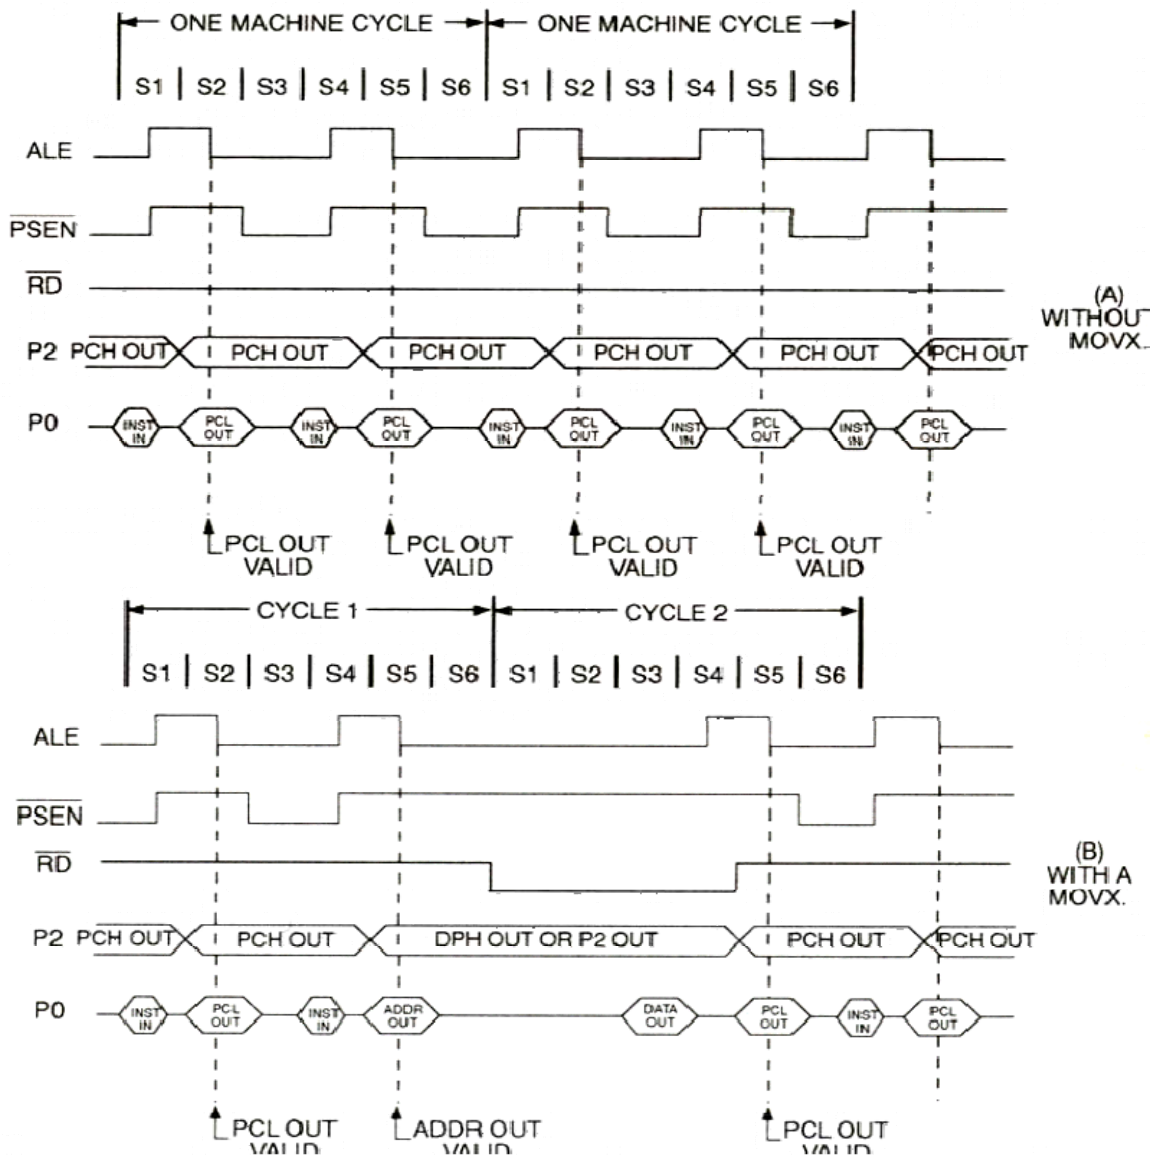 ONE MACHINE CYCLE ONE MACHINE CYCLE
S1 S2 S3 S4 S5 S6 S1 S2 S3 S4 S5 S6
ALE
PSEN
RD
(A)
WITHOUT
MOVX.
P2 PCH OUT PCH OUT PCH OUT PCH OUT PCH OUT PCH OUT
P0 INST IN PCL OUT INST IN PCL OUT INST IN PCL OUT INST IN PCL OUT INST IN PCL OUT
PCL OUT PCL OUT PCL OUT PCL OUT
VALID VALID VALID VALID
CYCLE 1 CYCLE 2
S1 S2 S3 S4 S5 S6 S1 S2 S3 S4 S5 S6
ALE
PSEN
RD
(B)
WITH A
MOVX.
P2 PCH OUT PCH OUT DPH OUT OR P2 OUT PCH OUT PCH OUT
P0 INST IN PCL OUT INST IN ADDR OUT DATA OUT PCL OUT INST IN PCL OUT
PCL OUT ADDR OUT PCL OUT
VALID VALID VALID